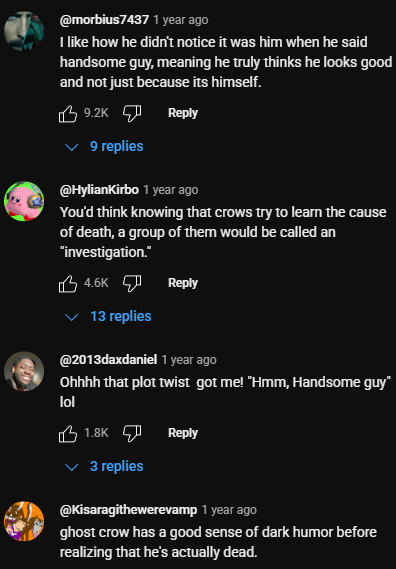 @morbius7437 1 year ago
I like how he didn't notice it was him when he said
handsome guy, meaning he truly thinks he looks good
and not just because its himself.
9.2K Reply
9 replies
@HylianKirbo 1 year ago
You'd think knowing that crows try to learn the cause
of death, a group of them would be called an
"investigation."
4.6K Reply
13 replies
@2013daxdaniel 1 year ago
Ohhhh that plot twist got me! "Hmm, Handsome guy"
lol
1.8K Reply
3 replies
@Kisaragithewerevamp 1 year ago
ghost crow has a good sense of dark humor before
realizing that he's actually dead.